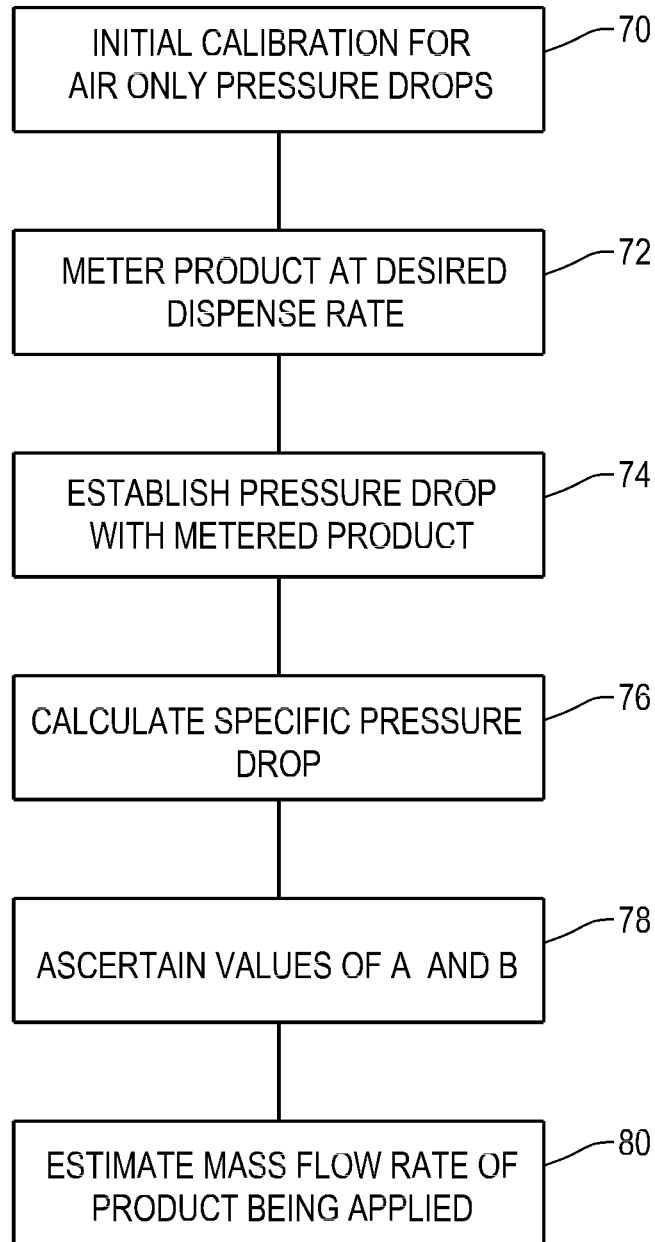 INITIAL CALIBRATION FOR
AIR ONLY PRESSURE DROPS
70
METER PRODUCT AT DESIRED
DISPENSE RATE
72
ESTABLISH PRESSURE DROP
WITH METERED PRODUCT
74
CALCULATE SPECIFIC PRESSURE
DROP
76
ASCERTAIN VALUES OF A AND B
78
ESTIMATE MASS FLOW RATE OF
PRODUCT BEING APPLIED
80